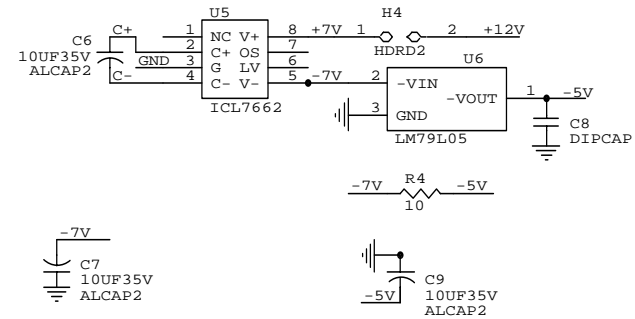 U5
H4
C6
10UF35V
ALCAP2
C+
C-
GND
1
2
3
4
NC V+
C+ OS
G LV
C- V-
8
7
6
5
ICL7662
+7V
1
2
+12V
HDRD2
-7V
U6
2
3
-VIN
GND
-VOUT
1
-5V
LM79L05
C8
DIPCAP
-7V
R4
-5V
10
-7V
C7
10UF35V
ALCAP2
C9
-5V
10UF35V
ALCAP2